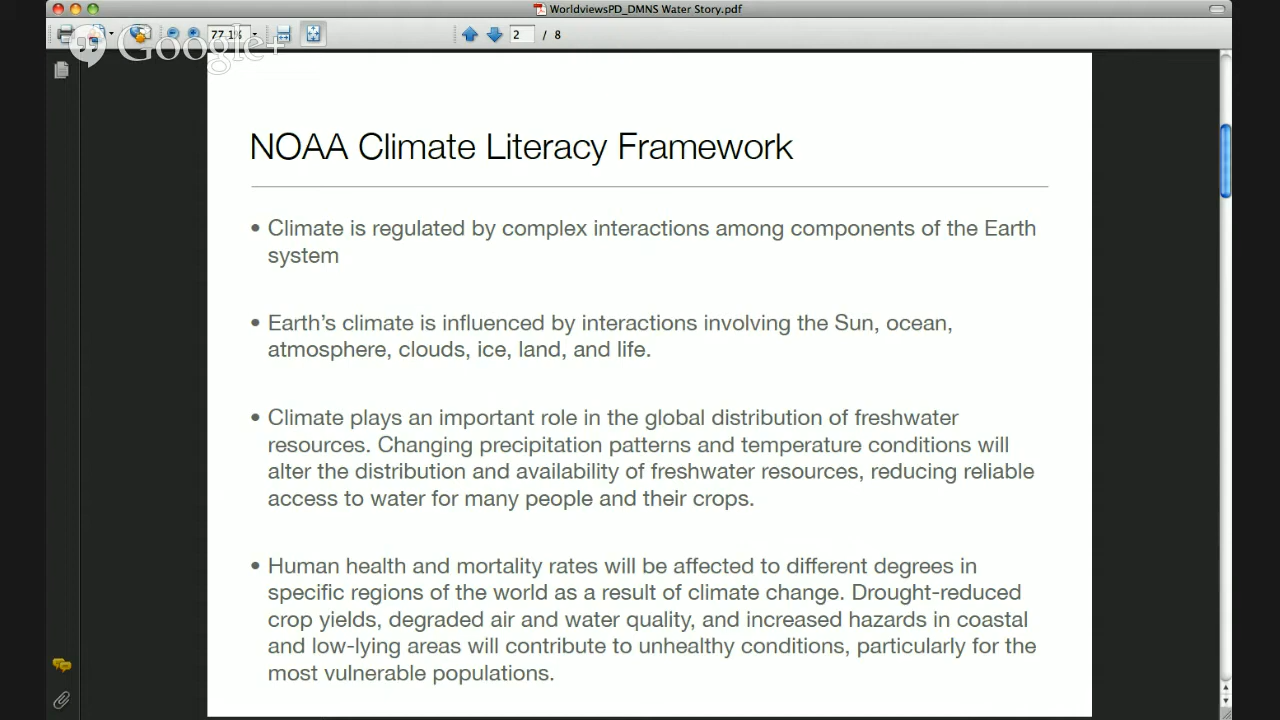 WorldviewsPD_DMNS Water Story.pdf
77.1%
2 / 8
Google+
NOAA Climate Literacy Framework
• Climate is regulated by complex interactions among components of the Earth
system
• Earth's climate is influenced by interactions involving the Sun, ocean,
atmosphere, clouds, ice, land, and life.
• Climate plays an important role in the global distribution of freshwater
resources. Changing precipitation patterns and temperature conditions will
alter the distribution and availability of freshwater resources, reducing reliable
access to water for many people and their crops.
• Human health and mortality rates will be affected to different degrees in
specific regions of the world as a result of climate change. Drought-reduced
crop yields, degraded air and water quality, and increased hazards in coastal
and low-lying areas will contribute to unhealthy conditions, particularly for the
most vulnerable populations.